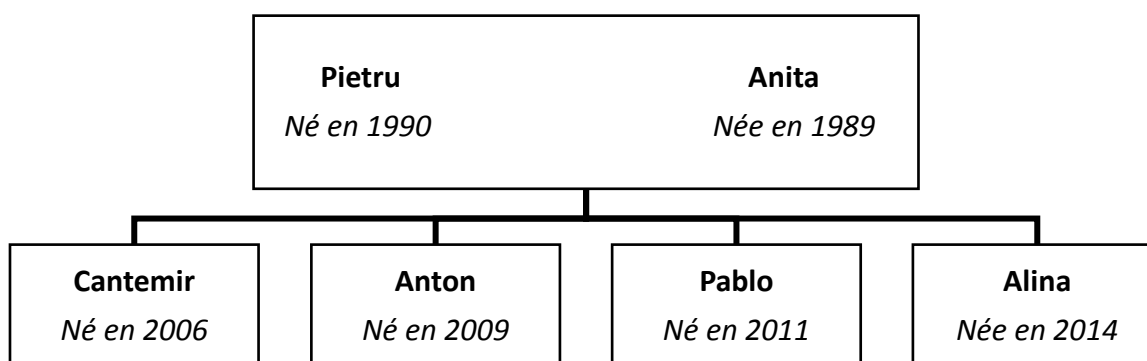 Pietru Anita
Né en 1990 Née en 1989
Cantemir Anton Pablo Alina
Né en 2006 Né en 2009 Né en 2011 Née en 2014